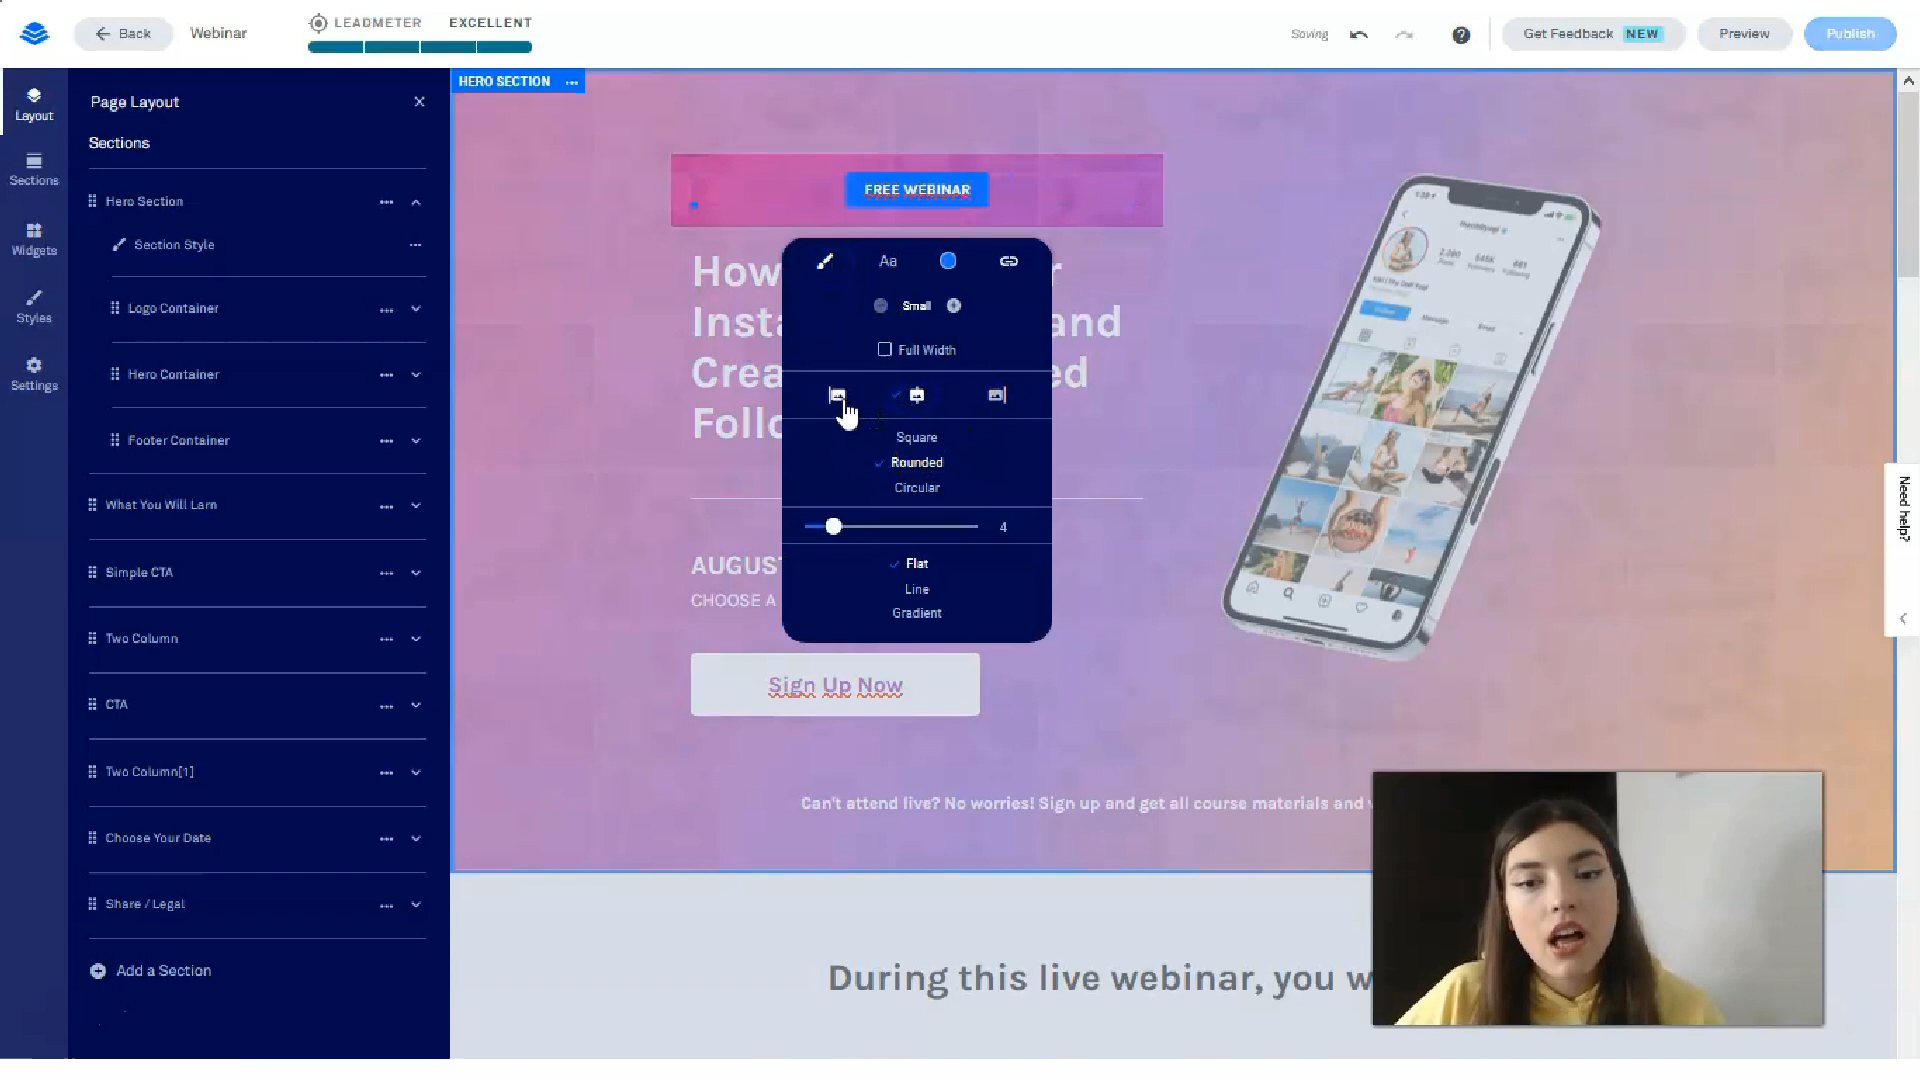 Back
Webinar
LEADMETER EXCELLENT
Saving
Get Feedback NEW
Preview
Publish
Layout
Sections
Widgets
Styles
Settings
Page Layout
Sections
Hero Section
Section Style
Logo Container
Hero Container
Footer Container
What You Will Larn
Simple CTA
Two Column
CTA
Two Column[1]
Choose Your Date
Share / Legal
Add a Section
HERO SECTION
FREE WEBINAR
How
Insta and
Crea ed
Follo
Aa
Small
Full Width
Square
Rounded
Circular
4
Flat
Line
Gradient
AUGUS
CHOOSE A
Sign Up Now
Can't attend live? No worries! Sign up and get all course materials and
During this live webinar, you w
Follow
Message
Email
Need help?